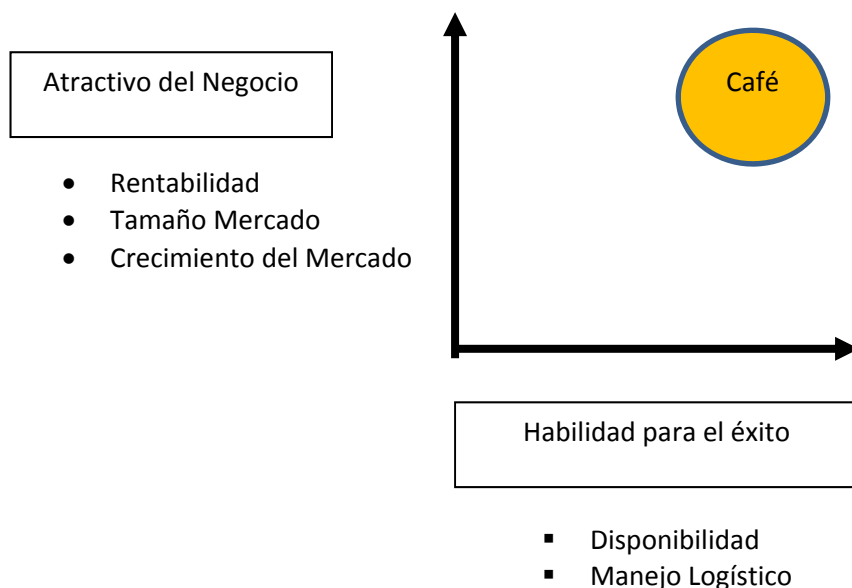 Atractivo del Negocio
Café
• Rentabilidad
• Tamaño Mercado
• Crecimiento del Mercado
Habilidad para el éxito
▪ Disponibilidad
▪ Manejo Logístico